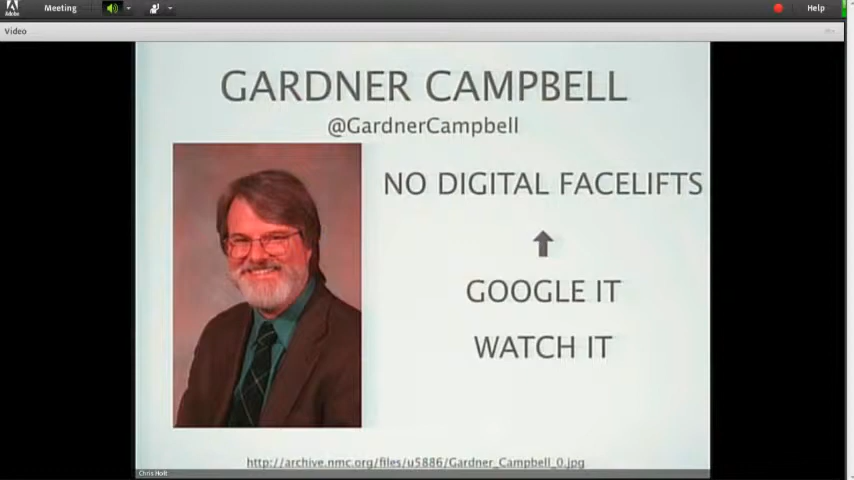 Adobe
Meeting
Help
Video
GARDNER CAMPBELL
@GardnerCampbell
NO DIGITAL FACELIFTS
GOOGLE IT
WATCH IT
http://archive.nmc.org/files/u5886/Gardner_Campbell_0.jpg
Chris Holt